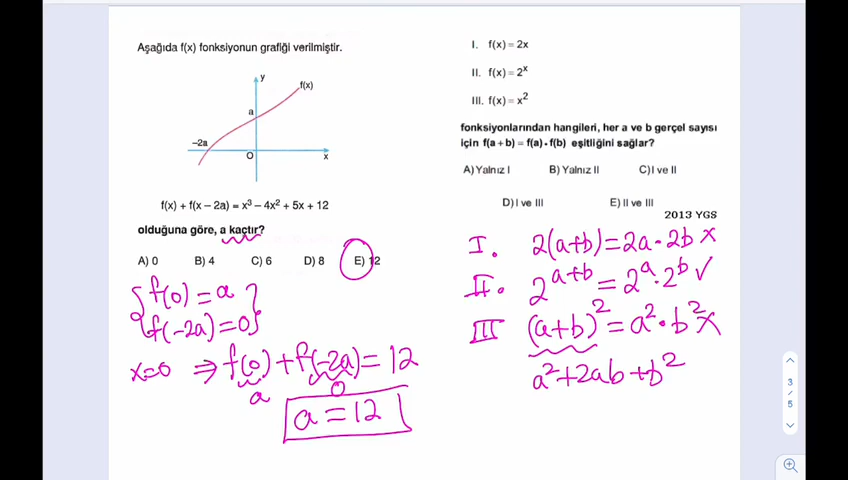 Aşağıda f(x) fonksiyonun grafiği verilmiştir.
y
f(x)
a
-2a
O
x
f(x) + f(x – 2a) = x³ – 4x² + 5x + 12
olduğuna göre, a kaçtır?
A) 0 B) 4 C) 6 D) 8 E) 12
f(0) = a
f(-2a) = 0
x=0 ⇒ f(0) + f(-2a) = 12
a 0
a = 12
I. f(x) = 2x
II. f(x) = 2ˣ
III. f(x) = x²
fonksiyonlarından hangileri, her a ve b gerçel sayısı
için f(a + b) = f(a) • f(b) eşitliğini sağlar?
A) Yalnız I B) Yalnız II C) I ve II
D) I ve III E) II ve III
2013 YGS
I. 2(a+b) = 2a · 2b x
II. 2ᵃ⁺ᵇ = 2ᵃ · 2ᵇ ✓
III (a+b)² = a² · b² x
a² + 2ab + b²
3
/
5